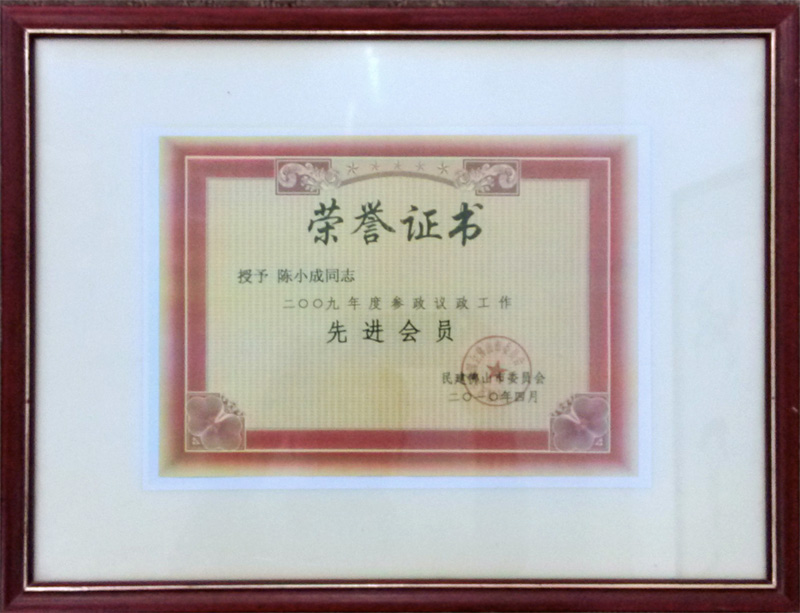 荣誉证书
授予 陈小成同志
二〇〇九年度参政议政工作
先进会员
民建佛山市委员会
二〇一〇年四月